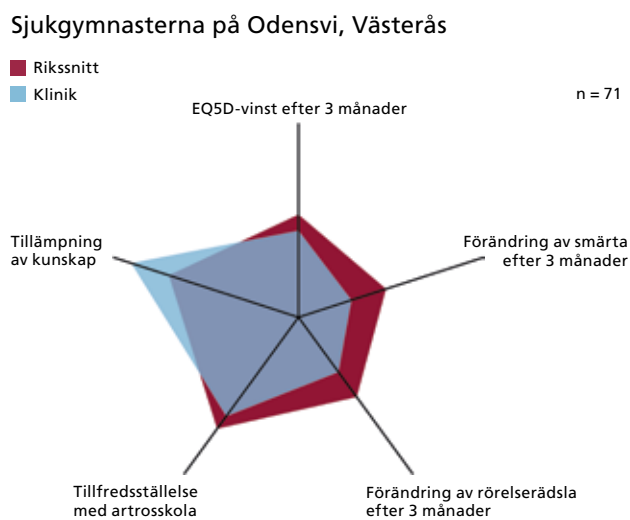 Sjukgymnasterna på Odensvi, Västerås
Rikssnitt
Klinik
n = 71
EQ5D-vinst efter 3 månader
Tillämpning
av kunskap
Förändring av smärta
efter 3 månader
Tillfredsställelse
med artrosskola
Förändring av rörelserädsla
efter 3 månader